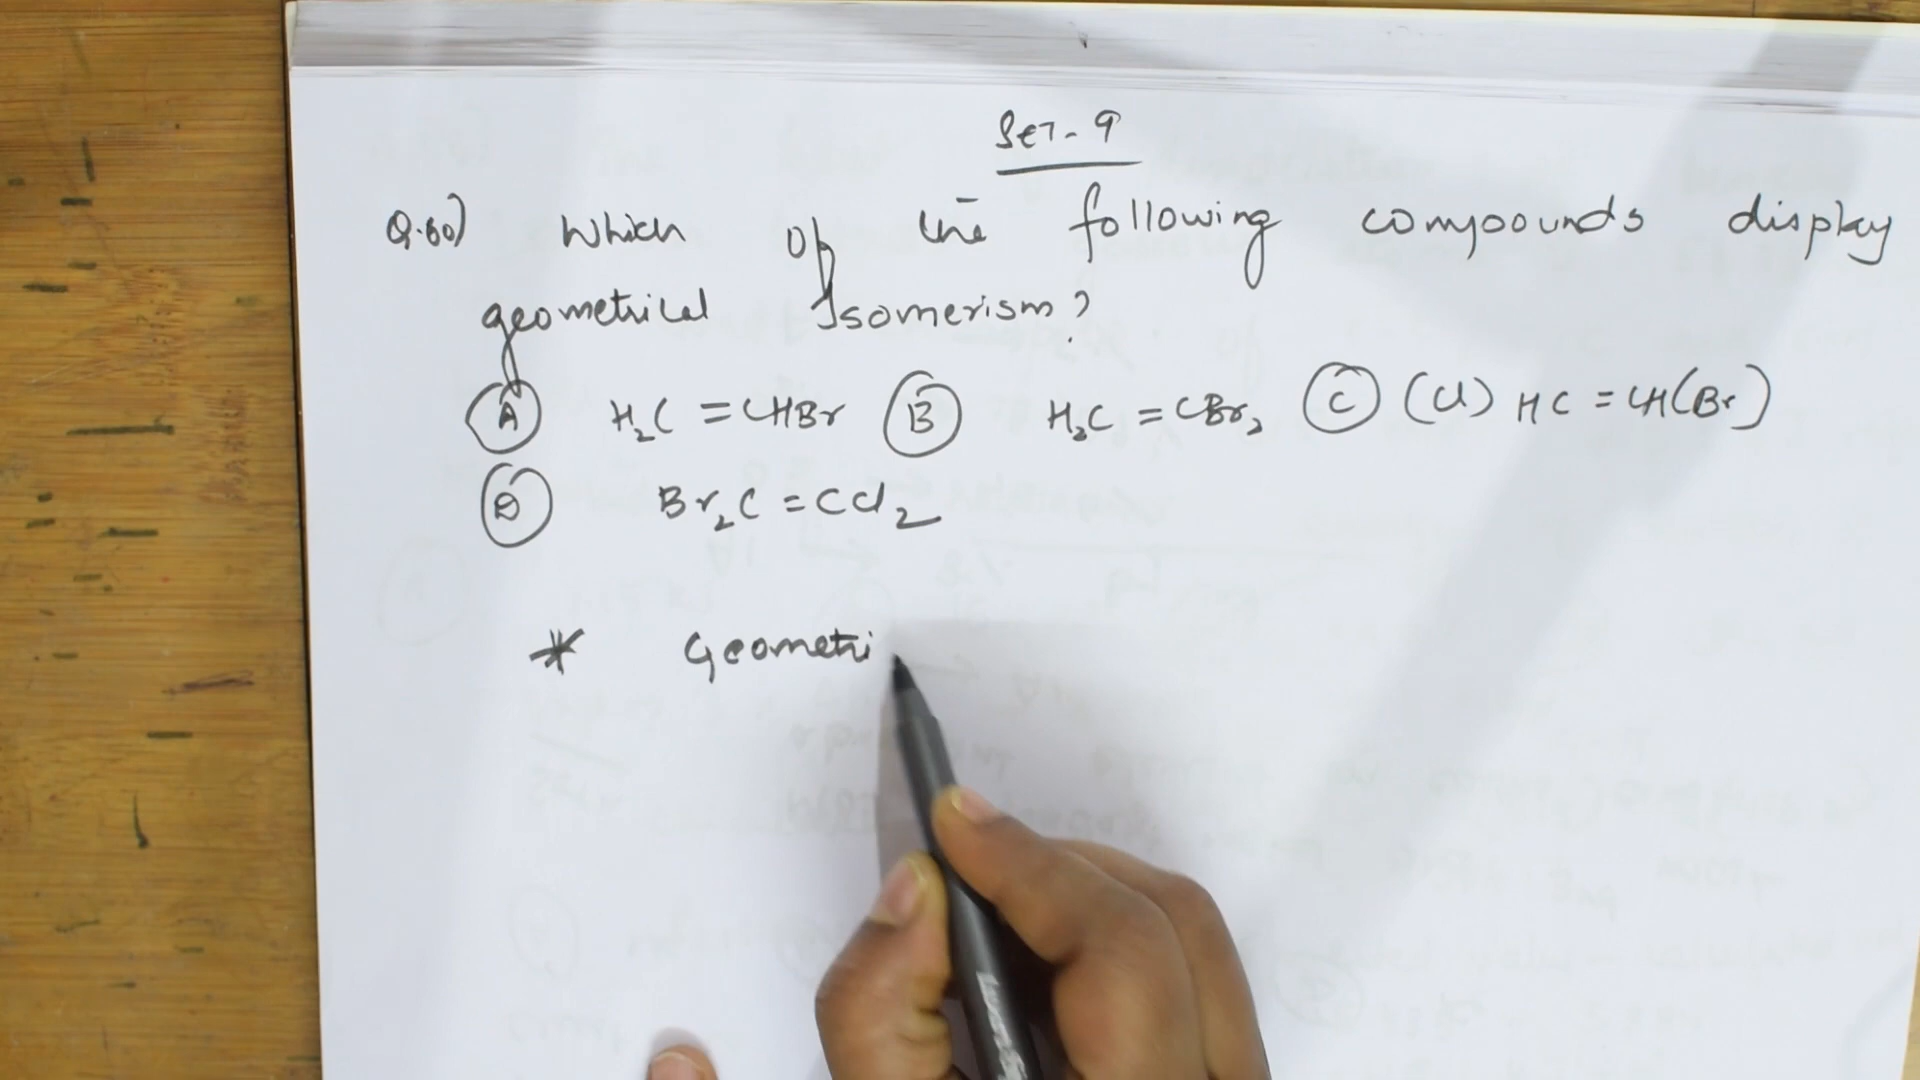 SET-9
Q.60) Which of the following compounds display
geometrical Isomerism?
(A) H₂C = CHBr (B) H₂C = CBr₂ (C) (Cl) HC = CH(Br)
(D) Br₂C = CCl₂
* Geometri